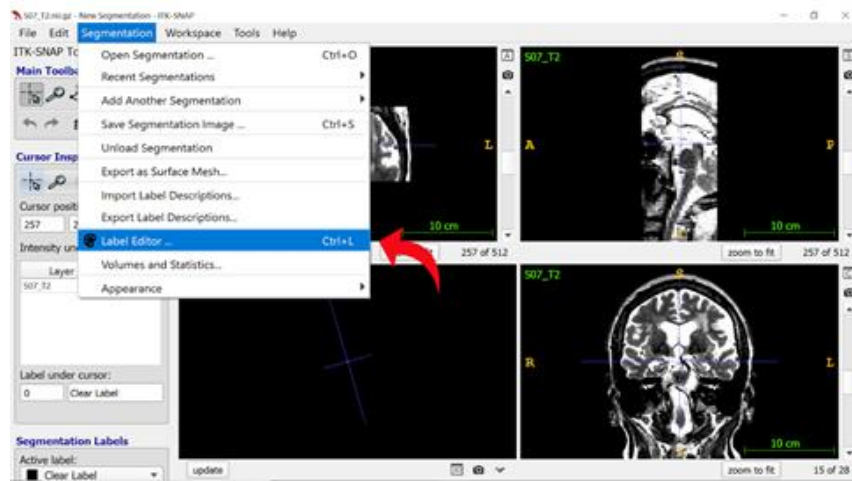 S07_T2.nii.gz - New Segmentation - ITK-SNAP
File Edit Segmentation Workspace Tools Help
ITK-SNAP To
Main Toolb
Open Segmentation ... Ctrl+O
Recent Segmentations
Add Another Segmentation
Save Segmentation Image ... Ctrl+S
Unload Segmentation
Export as Surface Mesh...
Import Label Descriptions...
Export Label Descriptions...
Label Editor ... Ctrl+L
Volumes and Statistics...
Appearance
Cursor Insp
Cursor posit
257 2
Intensity un
Layer
S07_T2
Label under cursor:
0 Clear Label
Segmentation Labels
Active label:
Clear Label
L
10 cm
257 of 512
A
S07_T2
S
A
P
10 cm
zoom to fit 257 of 512
S07_T2
S
R
L
10 cm
update
zoom to fit 15 of 28